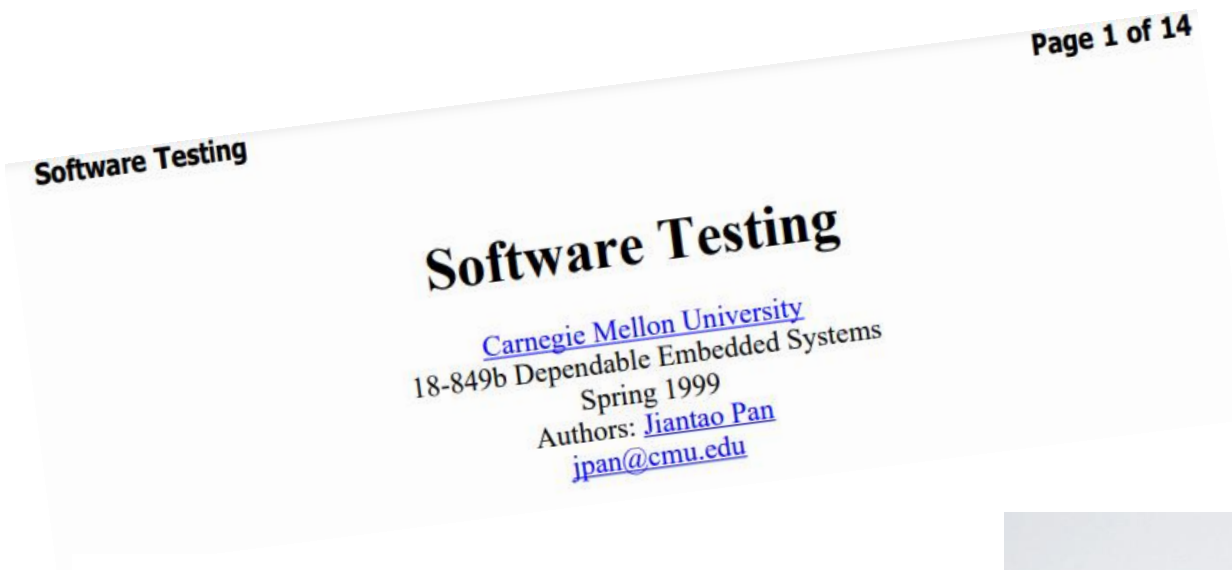 Page 1 of 14
Software Testing
Software Testing
Carnegie Mellon University
18-849b Dependable Embedded Systems
Spring 1999
Authors: Jiantao Pan
jpan@cmu.edu